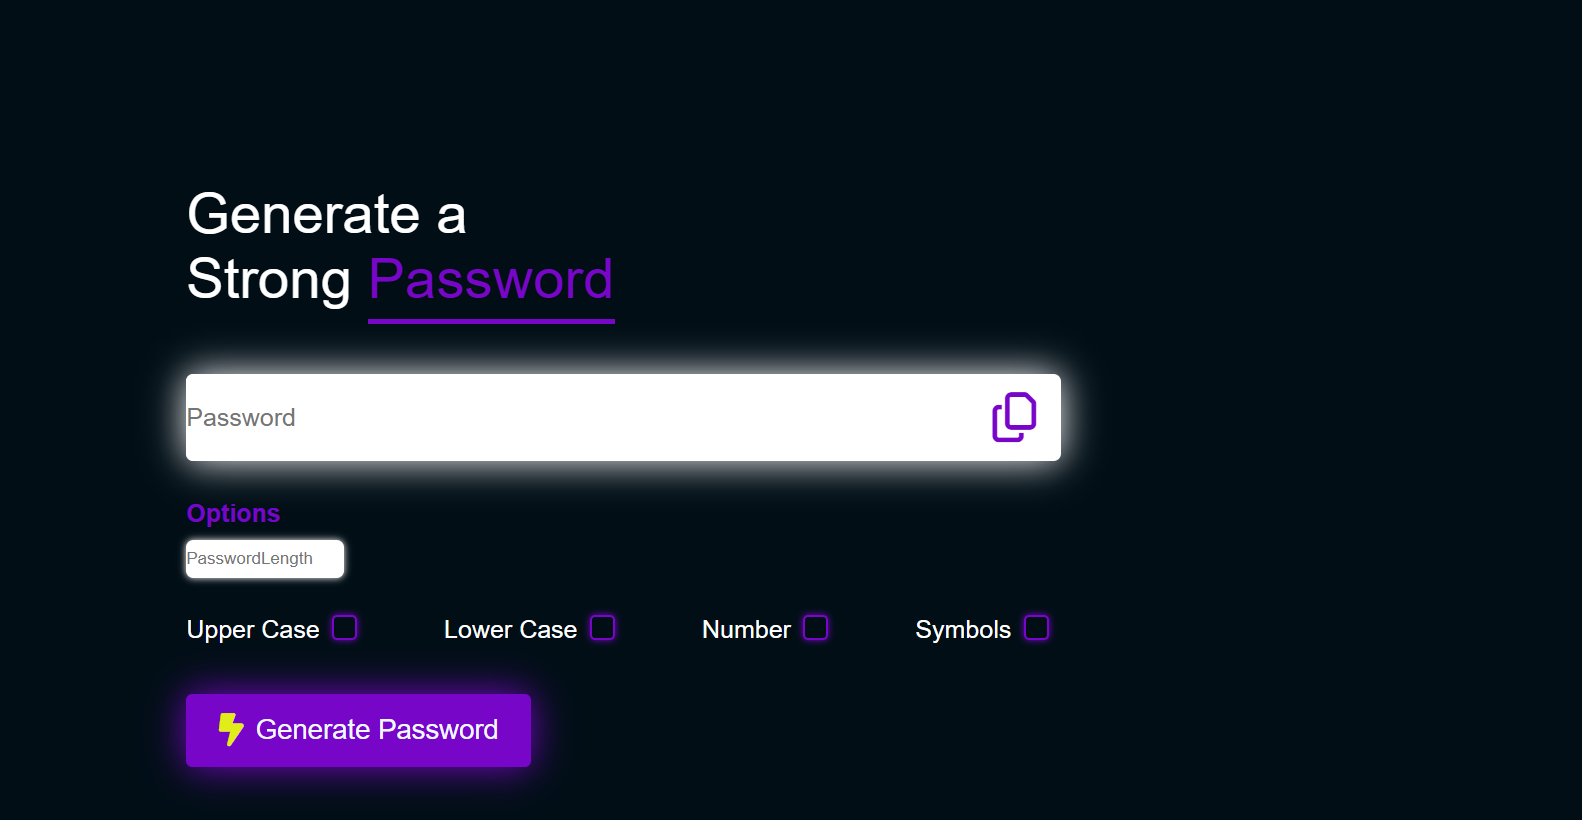 Generate a
Strong Password
Password
Options
PasswordLength
Upper Case Lower Case Number Symbols
Generate Password